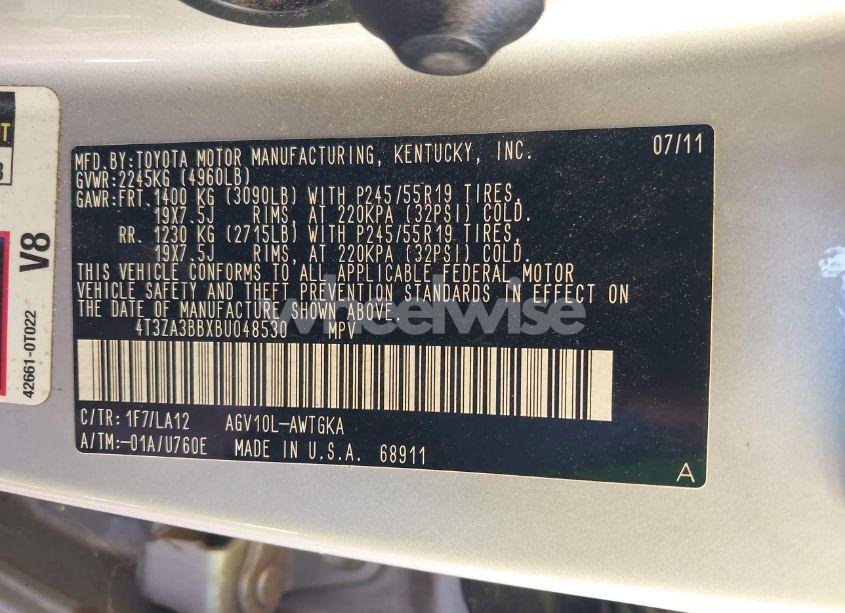 MFD.BY:TOYOTA MOTOR MANUFACTURING, KENTUCKY, INC. 07/11
GVWR:2245KG (4960LB)
GAWR:FRT.1400 KG (3090LB) WITH P245/55R19 TIRES,
19X7.5J RIMS, AT 220KPA (32PSI) COLD.
RR. 1230 KG (2715LB) WITH P245/55R19 TIRES,
19X7.5J RIMS, AT 220KPA (32PSI) COLD.
THIS VEHICLE CONFORMS TO ALL APPLICABLE FEDERAL MOTOR
VEHICLE SAFETY AND THEFT PREVENTION STANDARDS IN EFFECT ON
THE DATE OF MANUFACTURE SHOWN ABOVE.
4T3ZA3BBXBU048530 MPV
C/TR: 1F7/LA12 AGV10L-AWTGKA
A/TM:-01A/U760E MADE IN U.S.A. 68911
A
V8
42661-0T022
wheelwise